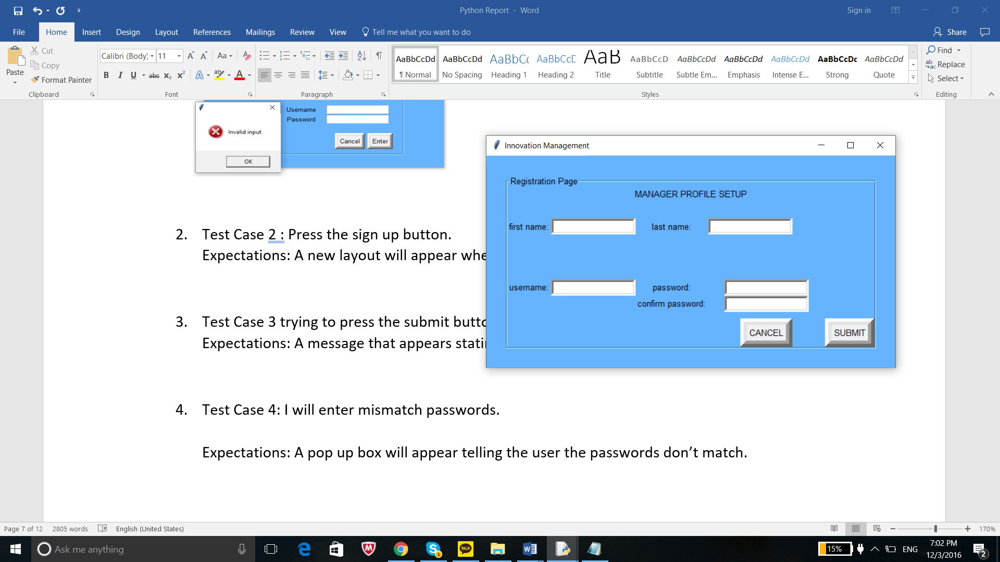 Python Report - Word
Sign in
File Home Insert Design Layout References Mailings Review View Tell me what you want to do Share
Paste
Cut
Copy
Format Painter
Calibri (Body) 11
Aa
B I U abc X₂ X² A ab A
AaBbCcDd AaBbCcDd AaBbCc AaBbCcC AaB AaBbCcD AaBbCcDd AaBbCcDd AaBbCcDd AaBbCcDc AaBbCcDd
¶ Normal No Spacing Heading 1 Heading 2 Title Subtitle Subtle Em... Emphasis Intense E... Strong Quote
Find
Replace
Select
Clipboard Font Paragraph Styles Editing
Invalid input
OK
Username
Password
Cancel Enter
2. Test Case 2 : Press the sign up button.
Expectations: A new layout will appear whe
3. Test Case 3 trying to press the submit butto
Expectations: A message that appears stati
4. Test Case 4: I will enter mismatch passwords.
Expectations: A pop up box will appear telling the user the passwords don't match.
Innovation Management
Registration Page
MANAGER PROFILE SETUP
first name: last name:
username: password:
confirm password:
CANCEL SUBMIT
Page 7 of 12 2805 words English (United States) 170%
Ask me anything
TALK
15% ENG
7:02 PM
12/3/2016
2